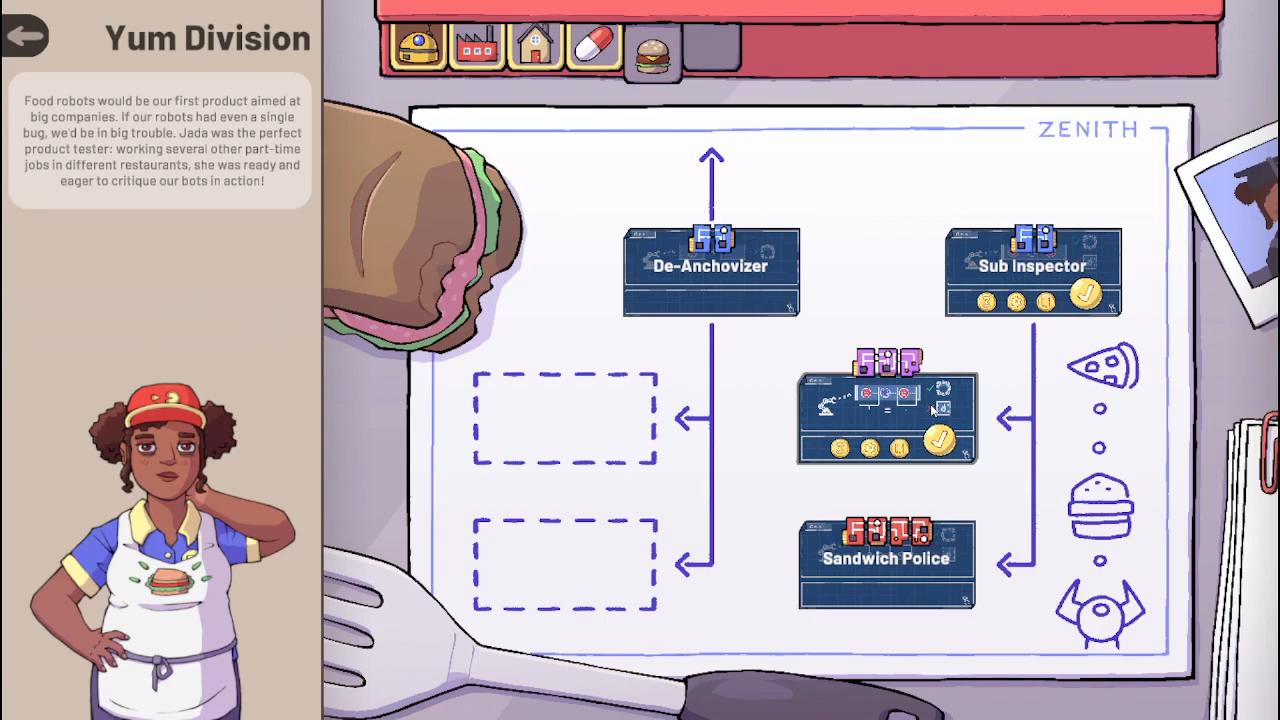 Yum Division
Food robots would be our first product aimed at
big companies. If our robots had even a single
bug, we'd be in big trouble. Jada was the perfect
product tester: working several other part-time
jobs in different restaurants, she was ready and
eager to critique our bots in action!
ZENITH
De-Anchovizer
Sub Inspector
Sandwich Police